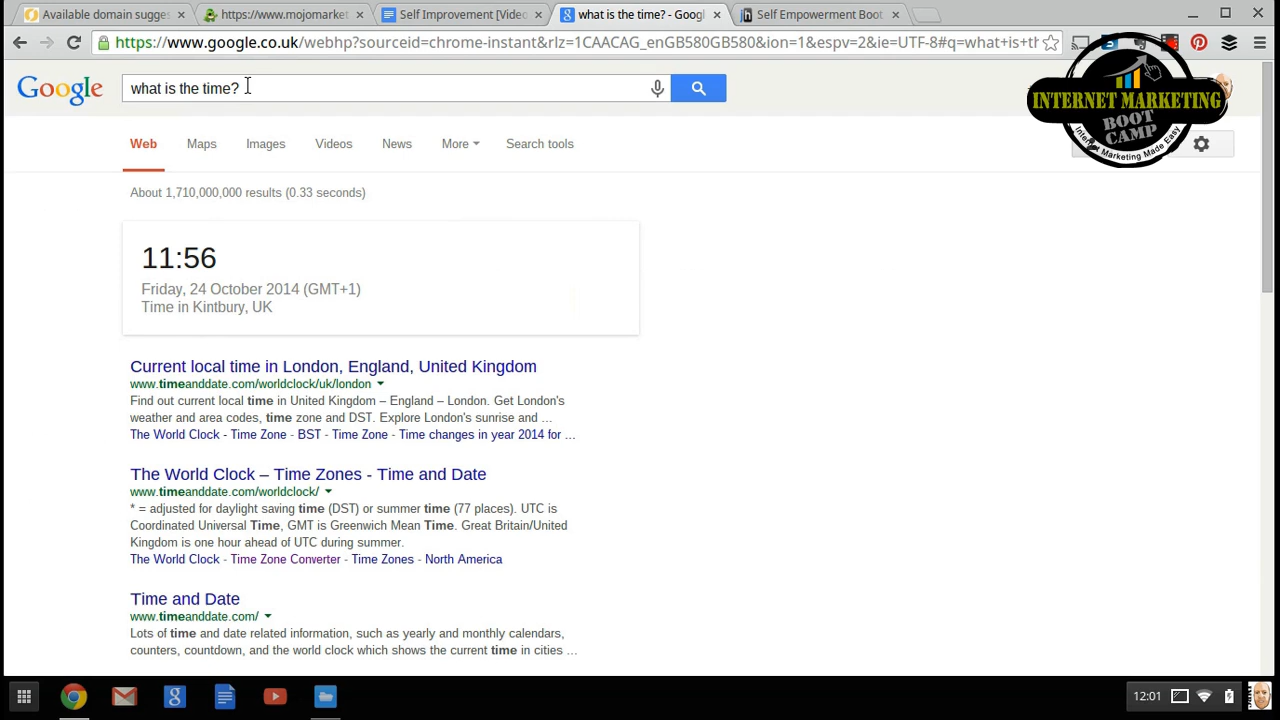 Available domain sugges
https://www.mojomarket
Self Improvement [Video
what is the time? - Googl
Self Empowerment Boot
https://www.google.co.uk/webhp?sourceid=chrome-instant&rlz=1CAACAG_enGB580GB580&ion=1&espv=2&ie=UTF-8#q=what+is+th
Google
what is the time?
INTERNET MARKETING
BOOT
CAMP
Internet Marketing Made Easy
Web Maps Images Videos News More Search tools
About 1,710,000,000 results (0.33 seconds)
11:56
Friday, 24 October 2014 (GMT+1)
Time in Kintbury, UK
Current local time in London, England, United Kingdom
www.timeanddate.com/worldclock/uk/london
Find out current local time in United Kingdom – England – London. Get London's
weather and area codes, time zone and DST. Explore London's sunrise and ...
The World Clock - Time Zone - BST - Time Zone - Time changes in year 2014 for ...
The World Clock – Time Zones - Time and Date
www.timeanddate.com/worldclock/
* = adjusted for daylight saving time (DST) or summer time (77 places). UTC is
Coordinated Universal Time, GMT is Greenwich Mean Time. Great Britain/United
Kingdom is one hour ahead of UTC during summer.
The World Clock - Time Zone Converter - Time Zones - North America
Time and Date
www.timeanddate.com/
Lots of time and date related information, such as yearly and monthly calendars,
counters, countdown, and the world clock which shows the current time in cities ...
12:01